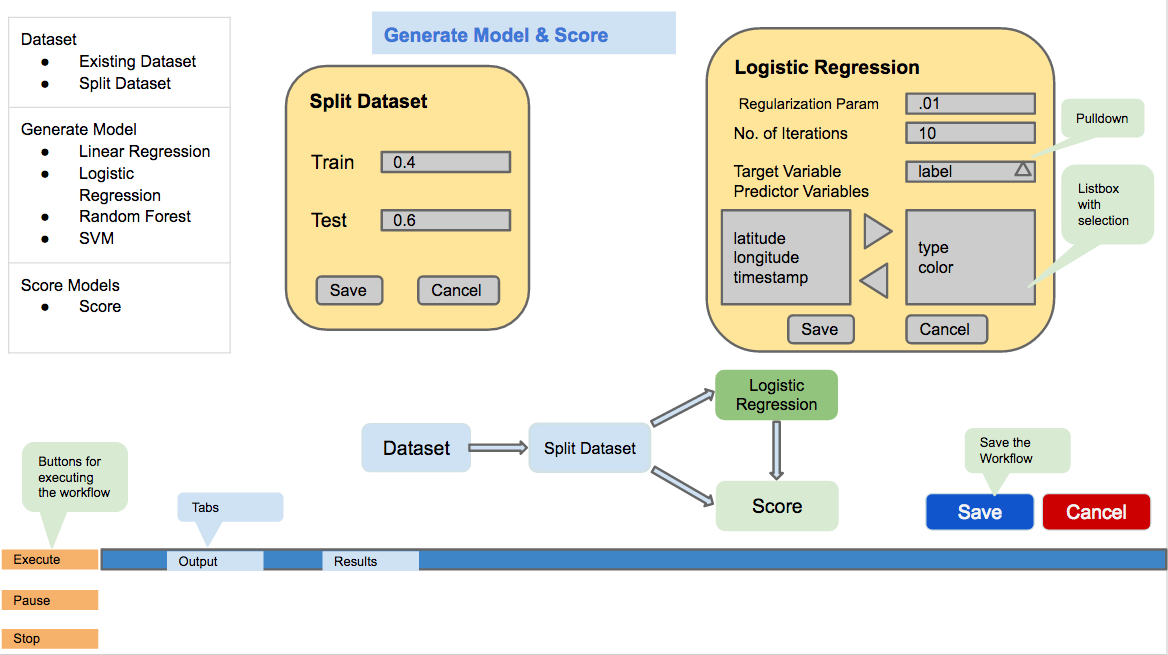 Generate Model & Score
Dataset
● Existing Dataset
● Split Dataset
Generate Model
● Linear Regression
● Logistic
Regression
● Random Forest
● SVM
Score Models
● Score
Split Dataset
Train 0.4
Test 0.6
Save Cancel
Logistic Regression
Regularization Param .01
No. of Iterations 10
Target Variable label
Predictor Variables
latitude
longitude
timestamp
type
color
Save Cancel
Pulldown
Listbox
with
selection
Dataset
Split Dataset
Logistic
Regression
Score
Save the
Workflow
Save Cancel
Buttons for
executing
the workflow
Tabs
Execute
Output Results
Pause
Stop